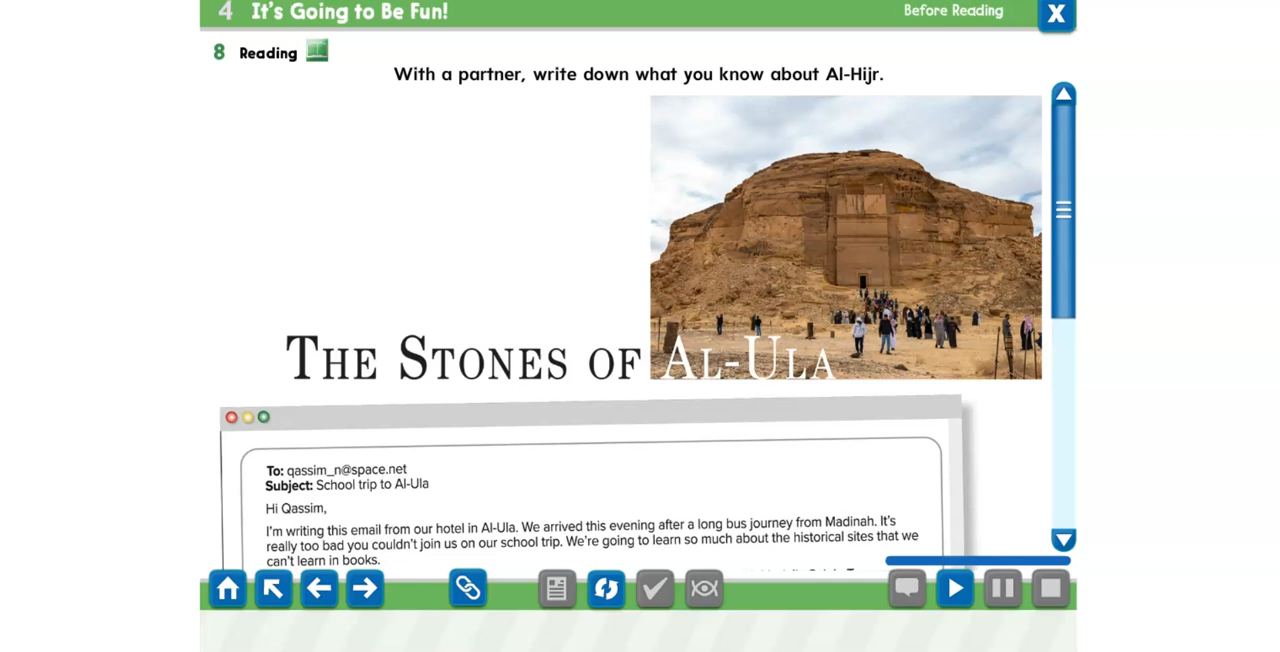 4 It's Going to Be Fun!
Before Reading
X
8 Reading
With a partner, write down what you know about Al-Hijr.
THE STONES OF AL-ULA
To: qassim_n@space.net
Subject: School trip to Al-Ula
Hi Qassim,
I'm writing this email from our hotel in Al-Ula. We arrived this evening after a long bus journey from Madinah. It's
really too bad you couldn't join us on our school trip. We're going to learn so much about the historical sites that we
can't learn in books.